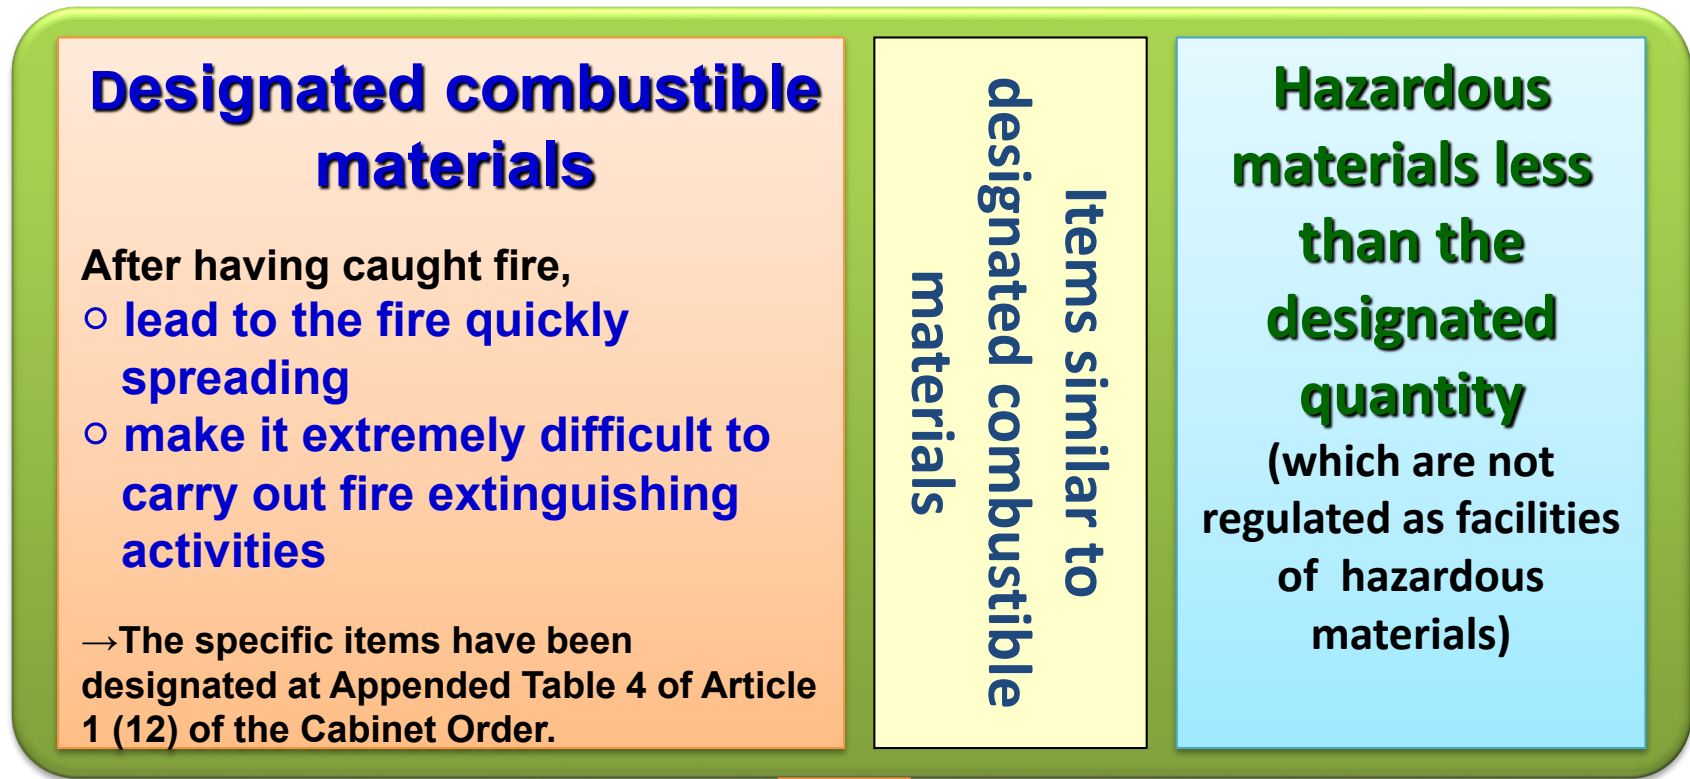 Designated combustible
materials
After having caught fire,
○ lead to the fire quickly
spreading
○ make it extremely difficult to
carry out fire extinguishing
activities
→The specific items have been
designated at Appended Table 4 of Article
1 (12) of the Cabinet Order.
Items similar to
designated combustible
materials
Hazardous
materials less
than the
designated
quantity
(which are not
regulated as facilities
of hazardous
materials)